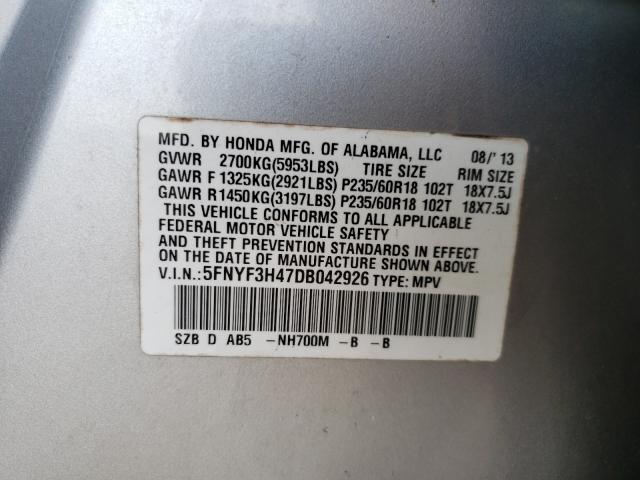 MFD. BY HONDA MFG. OF ALABAMA, LLC 08/'13
GVWR 2700KG(5953LBS) TIRE SIZE RIM SIZE
GAWR F 1325KG(2921LBS) P235/60R18 102T 18X7.5J
GAWR R1450KG(3197LBS) P235/60R18 102T 18X7.5J
THIS VEHICLE CONFORMS TO ALL APPLICABLE
FEDERAL MOTOR VEHICLE SAFETY
AND THEFT PREVENTION STANDARDS IN EFFECT
ON THE DATE OF MANUFACTURE SHOWN ABOVE.
V.I.N.: 5FNYF3H47DB042926 TYPE: MPV
SZB D AB5 -NH700M -B -B